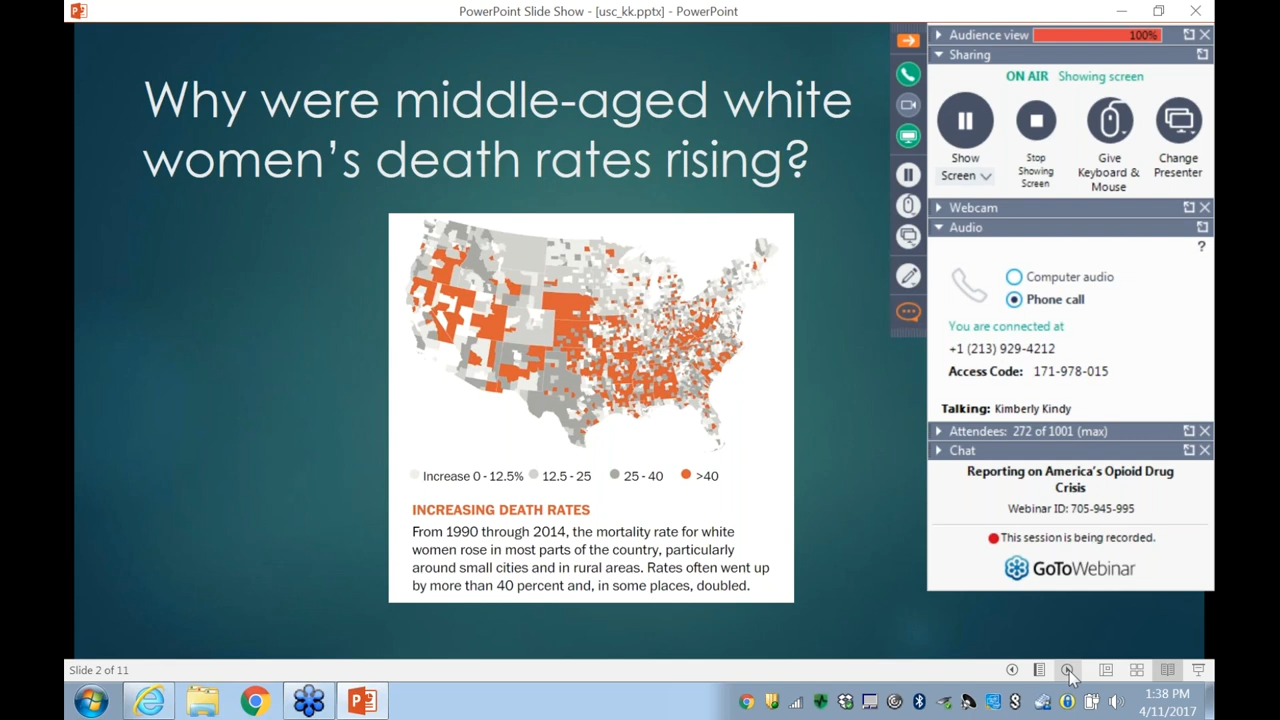 PowerPoint Slide Show - [usc_kk.pptx] - PowerPoint
Why were middle-aged white
women's death rates rising?
Increase 0 - 12.5% 12.5 - 25 25 - 40 >40
INCREASING DEATH RATES
From 1990 through 2014, the mortality rate for white
women rose in most parts of the country, particularly
around small cities and in rural areas. Rates often went up
by more than 40 percent and, in some places, doubled.
Audience view 100%
Sharing
ON AIR Showing screen
Show
Screen
Stop
Showing
Screen
Give
Keyboard &
Mouse
Change
Presenter
Webcam
Audio
?
Computer audio
Phone call
You are connected at
+1 (213) 929-4212
Access Code: 171-978-015
Talking: Kimberly Kindy
Attendees: 272 of 1001 (max)
Chat
Reporting on America's Opioid Drug
Crisis
Webinar ID: 705-945-995
This session is being recorded.
GoToWebinar
Slide 2 of 11
1:38 PM
4/11/2017